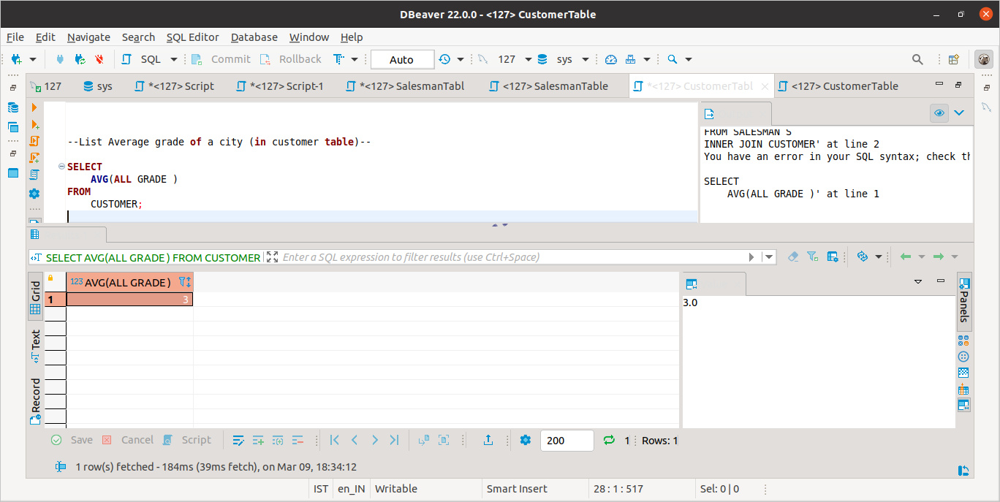 DBeaver 22.0.0 - <127> CustomerTable
File Edit Navigate Search SQL Editor Database Window Help
SQL Commit Rollback Auto 127 sys
127 sys *<127> Script *<127> Script-1 *<127> SalesmanTabl <127> SalesmanTable *<127> CustomerTabl <127> CustomerTable
--List Average grade of a city (in customer table)--
SELECT
AVG(ALL GRADE )
FROM
CUSTOMER;
FROM SALESMAN S
INNER JOIN CUSTOMER' at line 2
You have an error in your SQL syntax; check th
SELECT
AVG(ALL GRADE )' at line 1
SELECT AVG(ALL GRADE ) FROM CUSTOMER Enter a SQL expression to filter results (use Ctrl+Space)
Grid
Text
Record
123 AVG(ALL GRADE )
1 3
3.0
Panels
Save Cancel Script 200 1 Rows: 1
1 row(s) fetched - 184ms (39ms fetch), on Mar 09, 18:34:12
IST en_IN Writable Smart Insert 28 : 1 : 517 Sel: 0 | 0